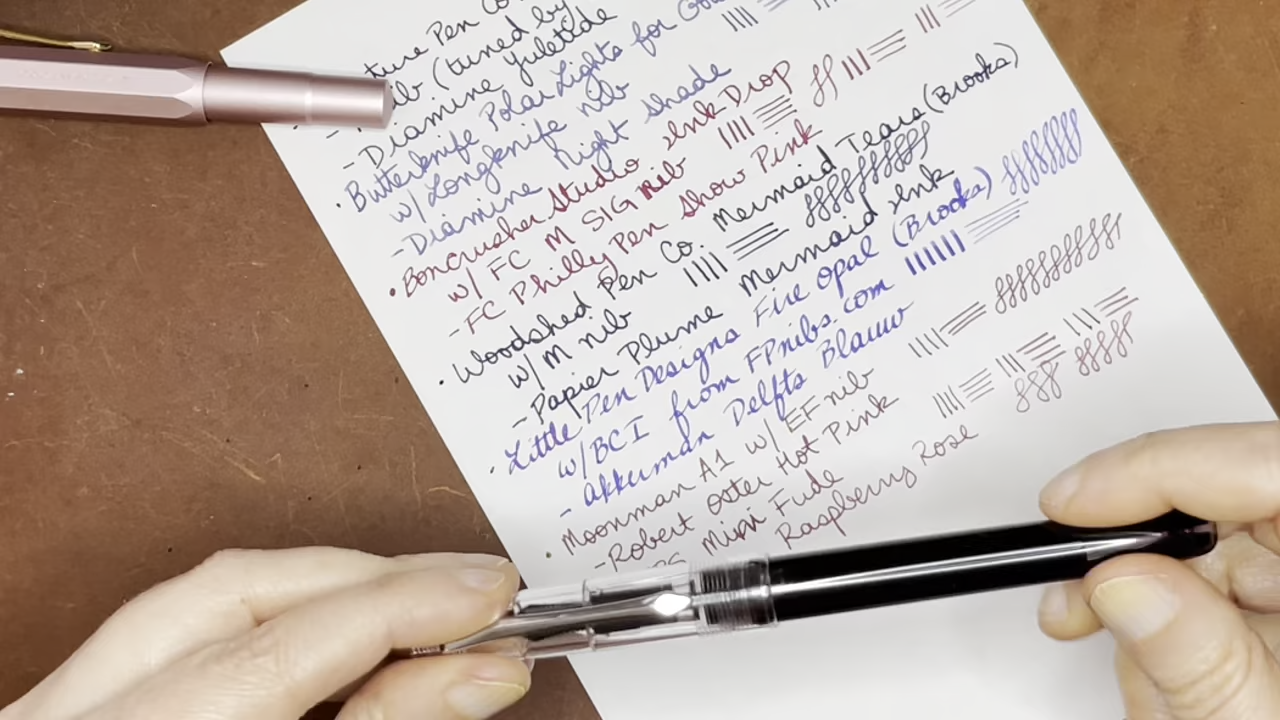 Pen Co.
nib (tuned by
- Diamine Yuletide
• Butterknife Polar Lights for
w/Longknife nib
- Diamine Night Shade
• Boncrusher Studio InkDrop
w/ FC M SIG nib
- FC Philly Pen Show Pink
• Woodshed Pen Co. Mermaid Tears (Brooks)
w/M nib
- Papier Plume Mermaid Ink
• Little Pen Designs Fire Opal (Brooks)
w/BCI from FPnibs.com
- akkerman Delfts Blauw
• Moonman A1 w/ EF nib
- Robert Oster Hot Pink
Mini Fude
Raspberry Rose